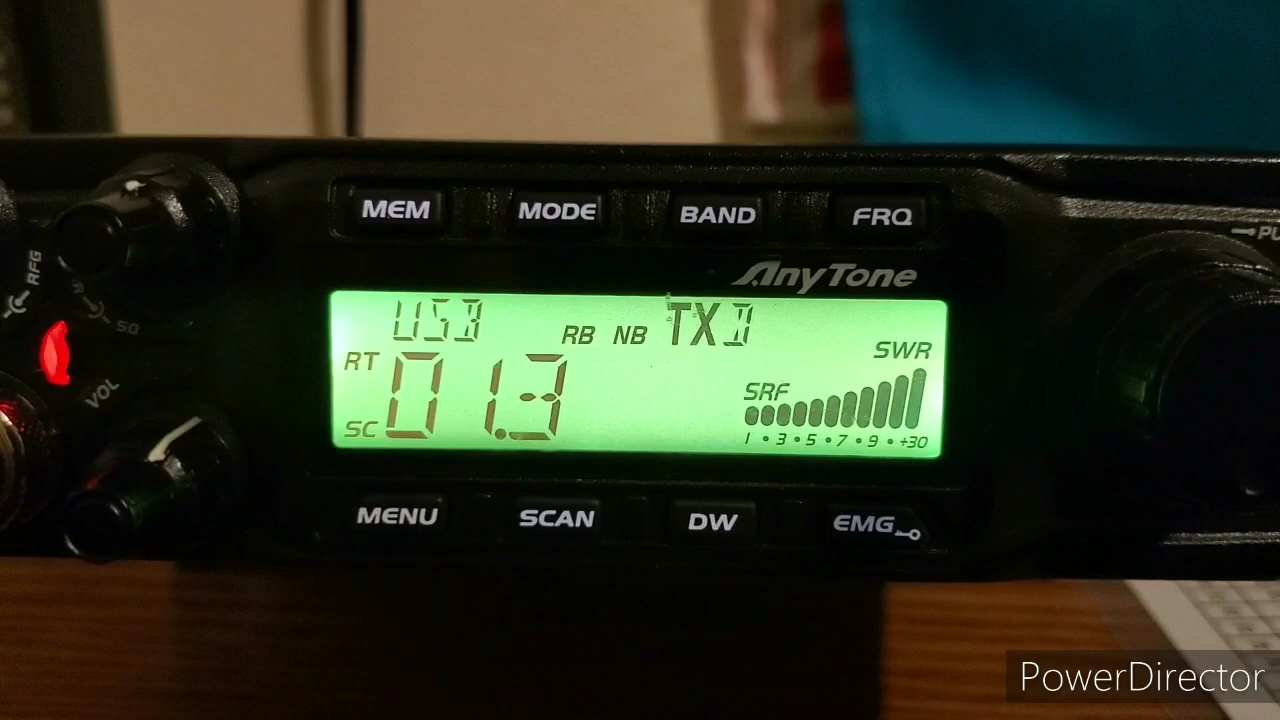 MEM MODE BAND FRQ
PU
AnyTone
RFG
SQ
VOL
USB RB NB TX D
RT 01.3
SC
SWR
SRF
1 • 3 • 5 • 7 • 9 • +30
MENU SCAN DW EMG
PowerDirector